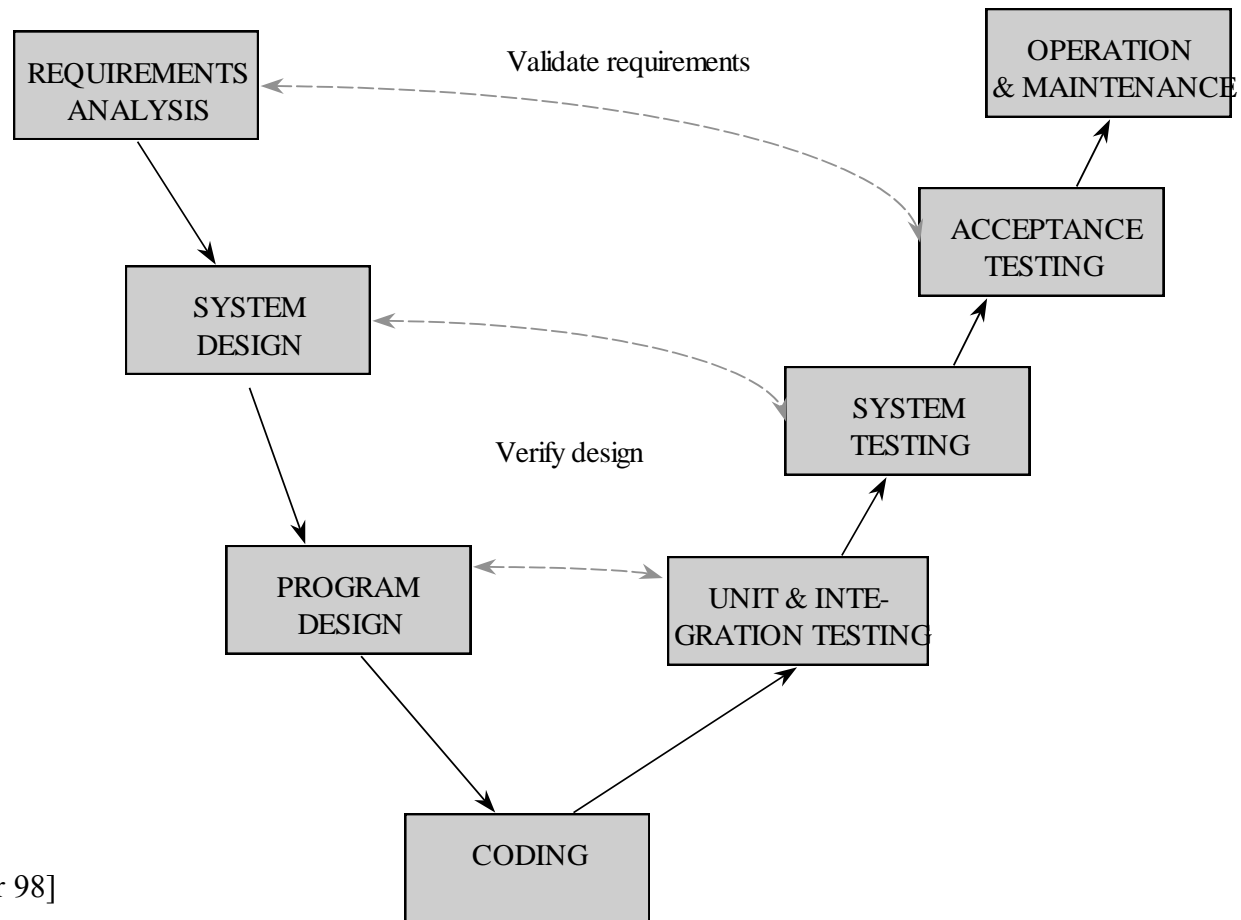 REQUIREMENTS
ANALYSIS
Validate requirements
OPERATION
& MAINTENANCE
ACCEPTANCE
TESTING
SYSTEM
DESIGN
SYSTEM
TESTING
Verify design
PROGRAM
DESIGN
UNIT & INTE-
GRATION TESTING
CODING
98]